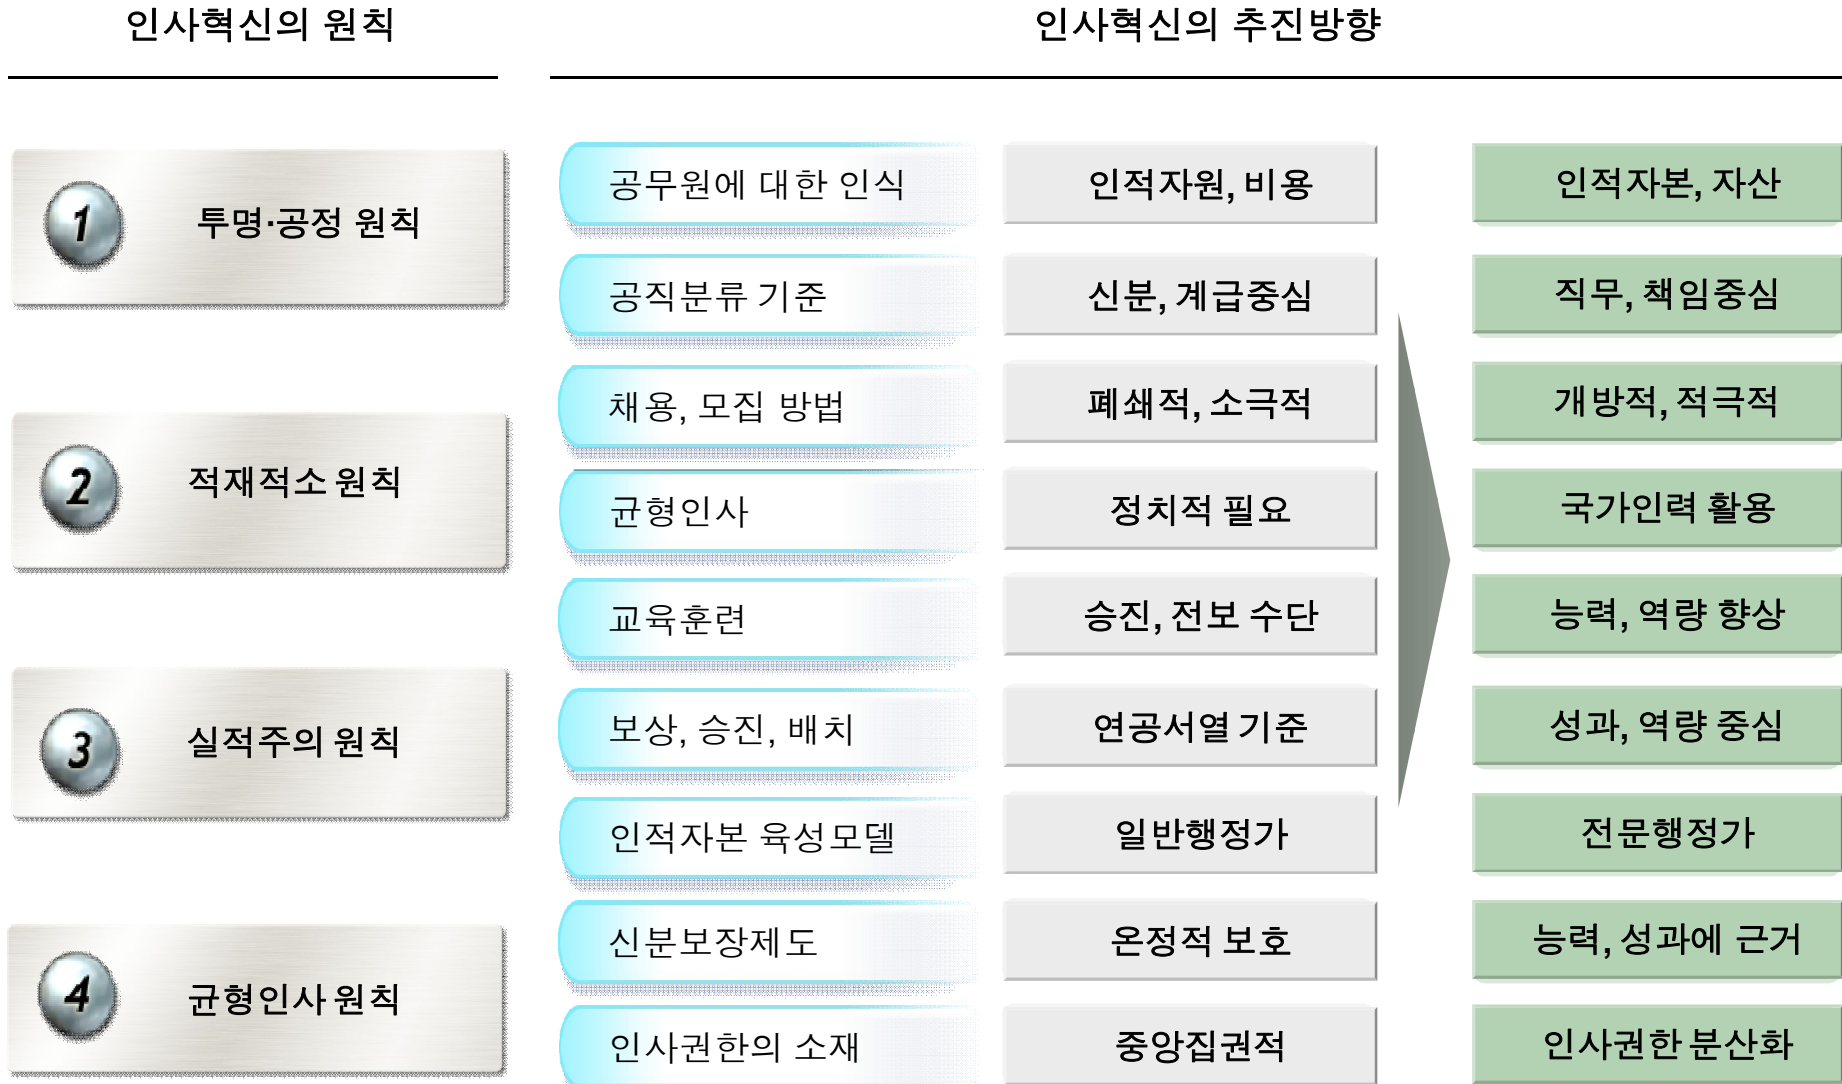 인사혁신의 원칙
인사혁신의 추진방향
1 투명·공정 원칙
2 적재적소 원칙
3 실적주의 원칙
4 균형인사 원칙
공무원에 대한 인식 인적자원, 비용 인적자본, 자산
공직분류 기준 신분, 계급중심 직무, 책임중심
채용, 모집 방법 폐쇄적, 소극적 개방적, 적극적
균형인사 정치적 필요 국가인력 활용
교육훈련 승진, 전보 수단 능력, 역량 향상
보상, 승진, 배치 연공서열 기준 성과, 역량 중심
인적자본 육성모델 일반행정가 전문행정가
신분보장제도 온정적 보호 능력, 성과에 근거
인사권한의 소재 중앙집권적 인사권한 분산화